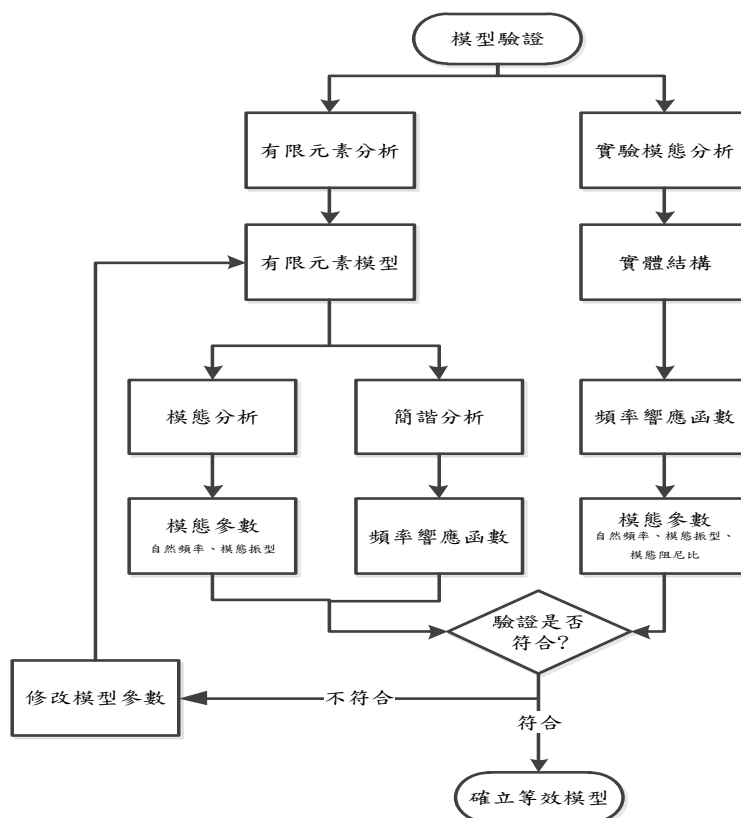 模型驗證
有限元素分析
實驗模態分析
有限元素模型
實體結構
模態分析
簡諧分析
頻率響應函數
模態參數
自然頻率、模態振型
頻率響應函數
模態參數
自然頻率、模態振型、
模態阻尼比
驗證是否
符合?
修改模型參數
不符合
符合
確立等效模型